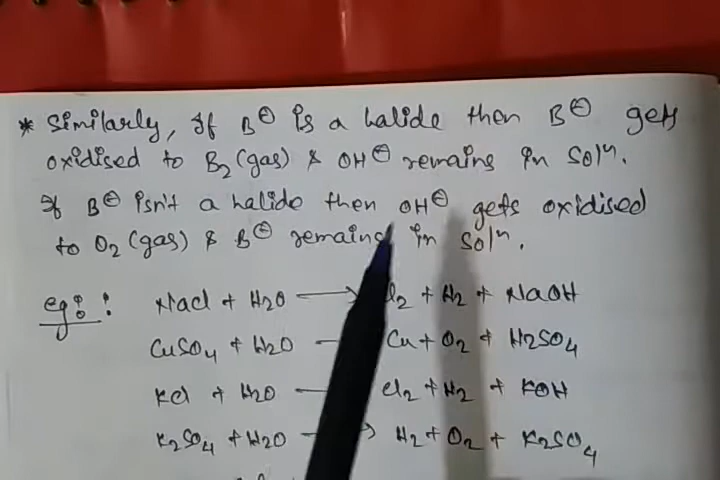 * Similarly, If B⊖ is a halide then B⊖ gets
oxidised to B₂(gas) & OH⊖ remains in Solⁿ.
If B⊖ isn't a halide then OH⊖ gets oxidised
to O₂(gas) & B⊖ remains in Solⁿ.
eg: : NaCl + H₂O → Cl₂ + H₂ + NaOH
CuSO₄ + H₂O → Cu + O₂ + H₂SO₄
KCl + H₂O → Cl₂ + H₂ + KOH
K₂SO₄ + H₂O → H₂ + O₂ + K₂SO₄